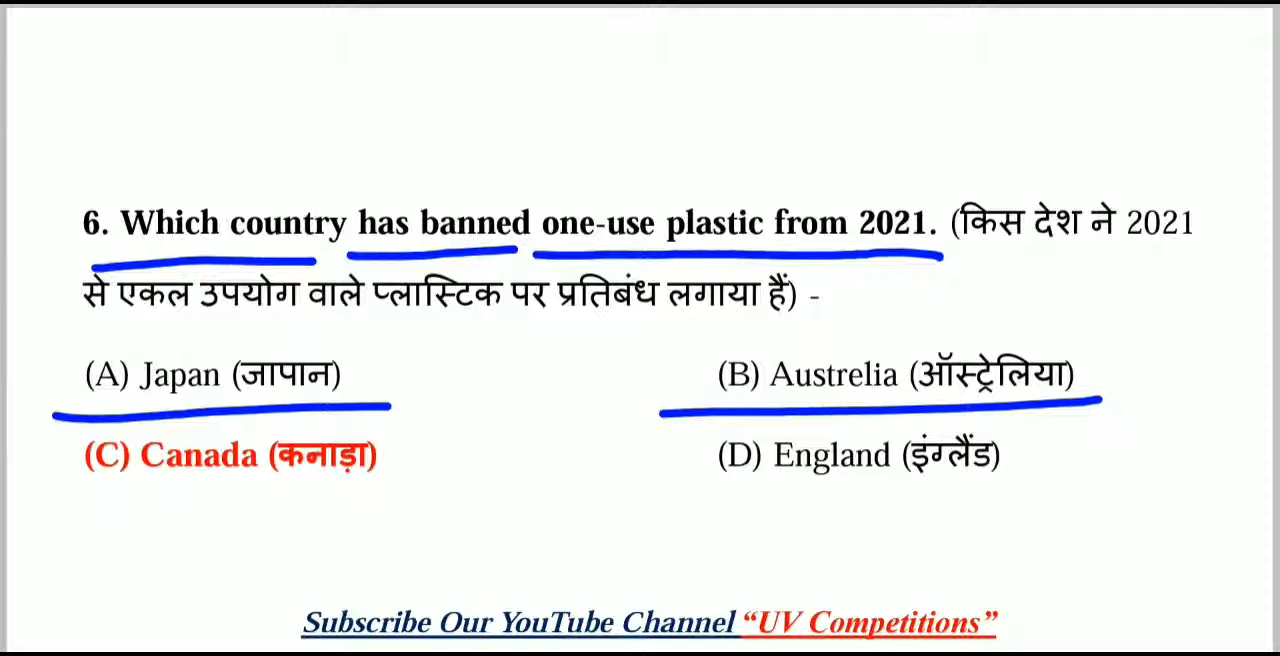 6. Which country has banned one-use plastic from 2021. (किस देश ने 2021
से एकल उपयोग वाले प्लास्टिक पर प्रतिबंध लगाया हैं) -
(A) Japan (जापान) (B) Austrelia (ऑस्ट्रेलिया)
(C) Canada (कनाड़ा) (D) England (इंग्लैंड)
Subscribe Our YouTube Channel “UV Competitions”